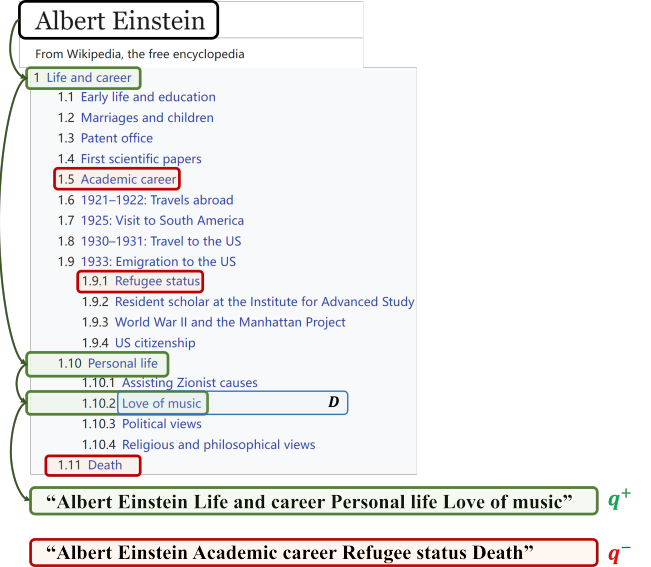 Albert Einstein
From Wikipedia, the free encyclopedia
1 Life and career
1.1 Early life and education
1.2 Marriages and children
1.3 Patent office
1.4 First scientific papers
1.5 Academic career
1.6 1921–1922: Travels abroad
1.7 1925: Visit to South America
1.8 1930–1931: Travel to the US
1.9 1933: Emigration to the US
1.9.1 Refugee status
1.9.2 Resident scholar at the Institute for Advanced Study
1.9.3 World War II and the Manhattan Project
1.9.4 US citizenship
1.10 Personal life
1.10.1 Assisting Zionist causes
1.10.2 Love of music D
1.10.3 Political views
1.10.4 Religious and philosophical views
1.11 Death
“Albert Einstein Life and career Personal life Love of music” q⁺
“Albert Einstein Academic career Refugee status Death” q⁻